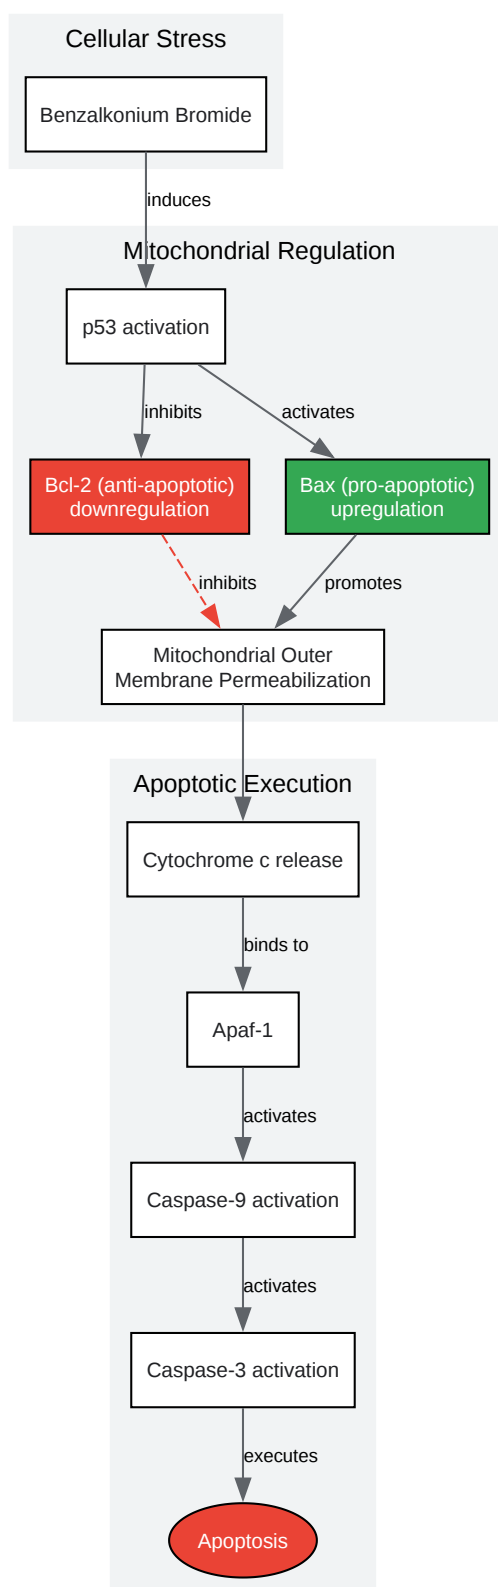 Cellular Stress
Benzalkonium Bromide
induces
Mitochondrial Regulation
p53 activation
inhibits
activates
Bcl-2 (anti-apoptotic)
downregulation
Bax (pro-apoptotic)
upregulation
inhibits
promotes
Mitochondrial Outer
Membrane Permeabilization
Apoptotic Execution
Cytochrome c release
binds to
Apaf-1
activates
Caspase-9 activation
activates
Caspase-3 activation
executes
Apoptosis